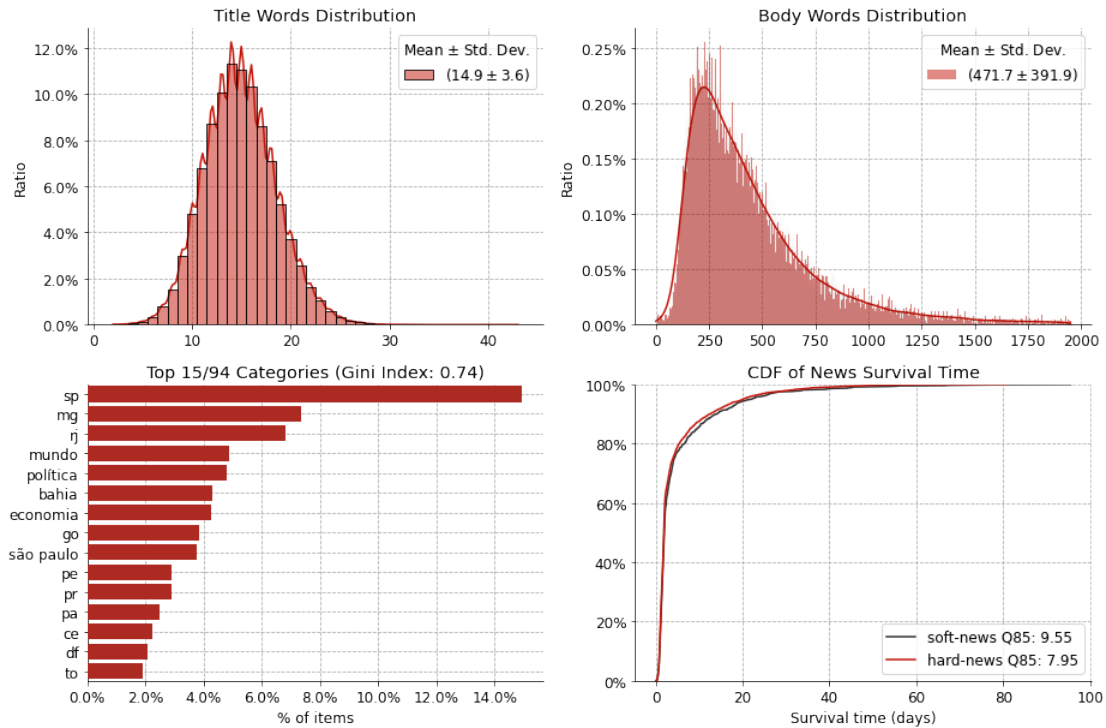 Title Words Distribution
Ratio
12.0%
10.0%
8.0%
6.0%
4.0%
2.0%
0.0%
Mean ± Std. Dev.
(14.9 ± 3.6)
0 10 20 30 40
Body Words Distribution
Ratio
0.25%
0.20%
0.15%
0.10%
0.05%
0.00%
Mean ± Std. Dev.
(471.7 ± 391.9)
0 250 500 750 1000 1250 1500 1750 2000
Top 15/94 Categories (Gini Index: 0.74)
sp
mg
rj
mundo
política
bahia
economia
go
são paulo
pe
pr
pa
ce
df
to
0.0% 2.0% 4.0% 6.0% 8.0% 10.0% 12.0% 14.0%
% of items
CDF of News Survival Time
100%
80%
60%
40%
20%
0%
soft-news Q85: 9.55
hard-news Q85: 7.95
0 20 40 60 80 100
Survival time (days)